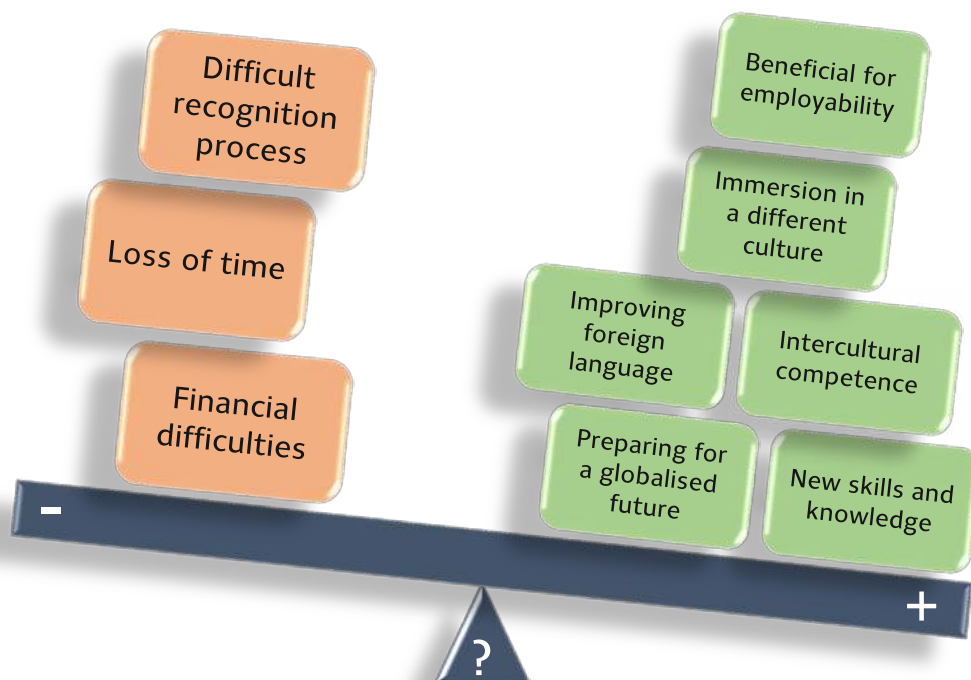 Difficult
recognition
process
Loss of time
Financial
difficulties
-
Beneficial for
employability
Immersion in
a different
culture
Improving
foreign
language
Intercultural
competence
Preparing for
a globalised
future
New skills and
knowledge
+
?